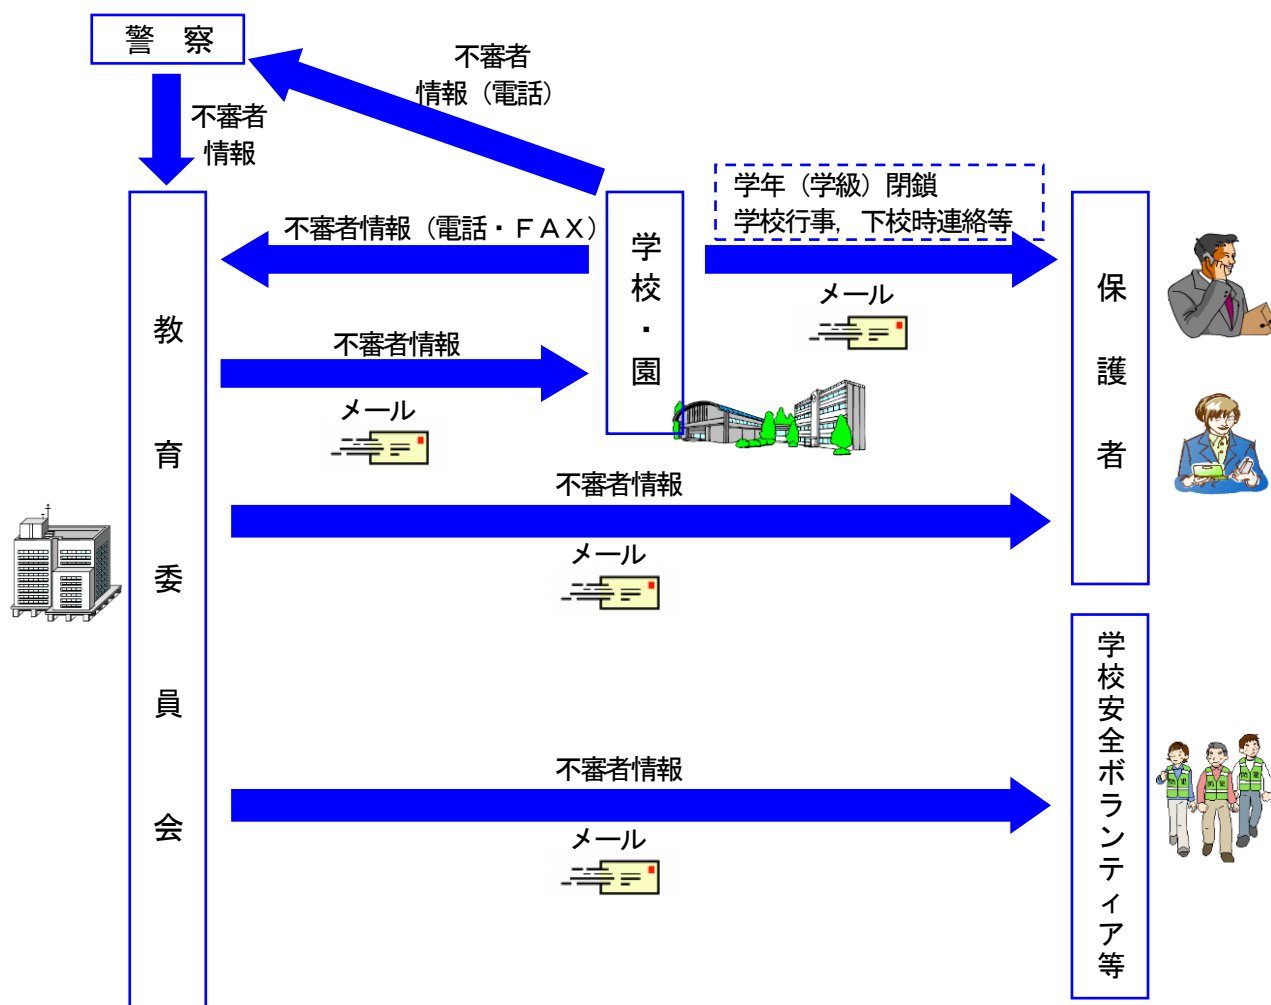 警　察
不審者
情報（電話）
不審者
情報
学年（学級）閉鎖
学校行事，下校時連絡等
不審者情報（電話・ＦＡＸ）
学校・園
メール
保護者
教育委員会
不審者情報
メール
不審者情報
メール
学校安全ボランティア等
不審者情報
メール